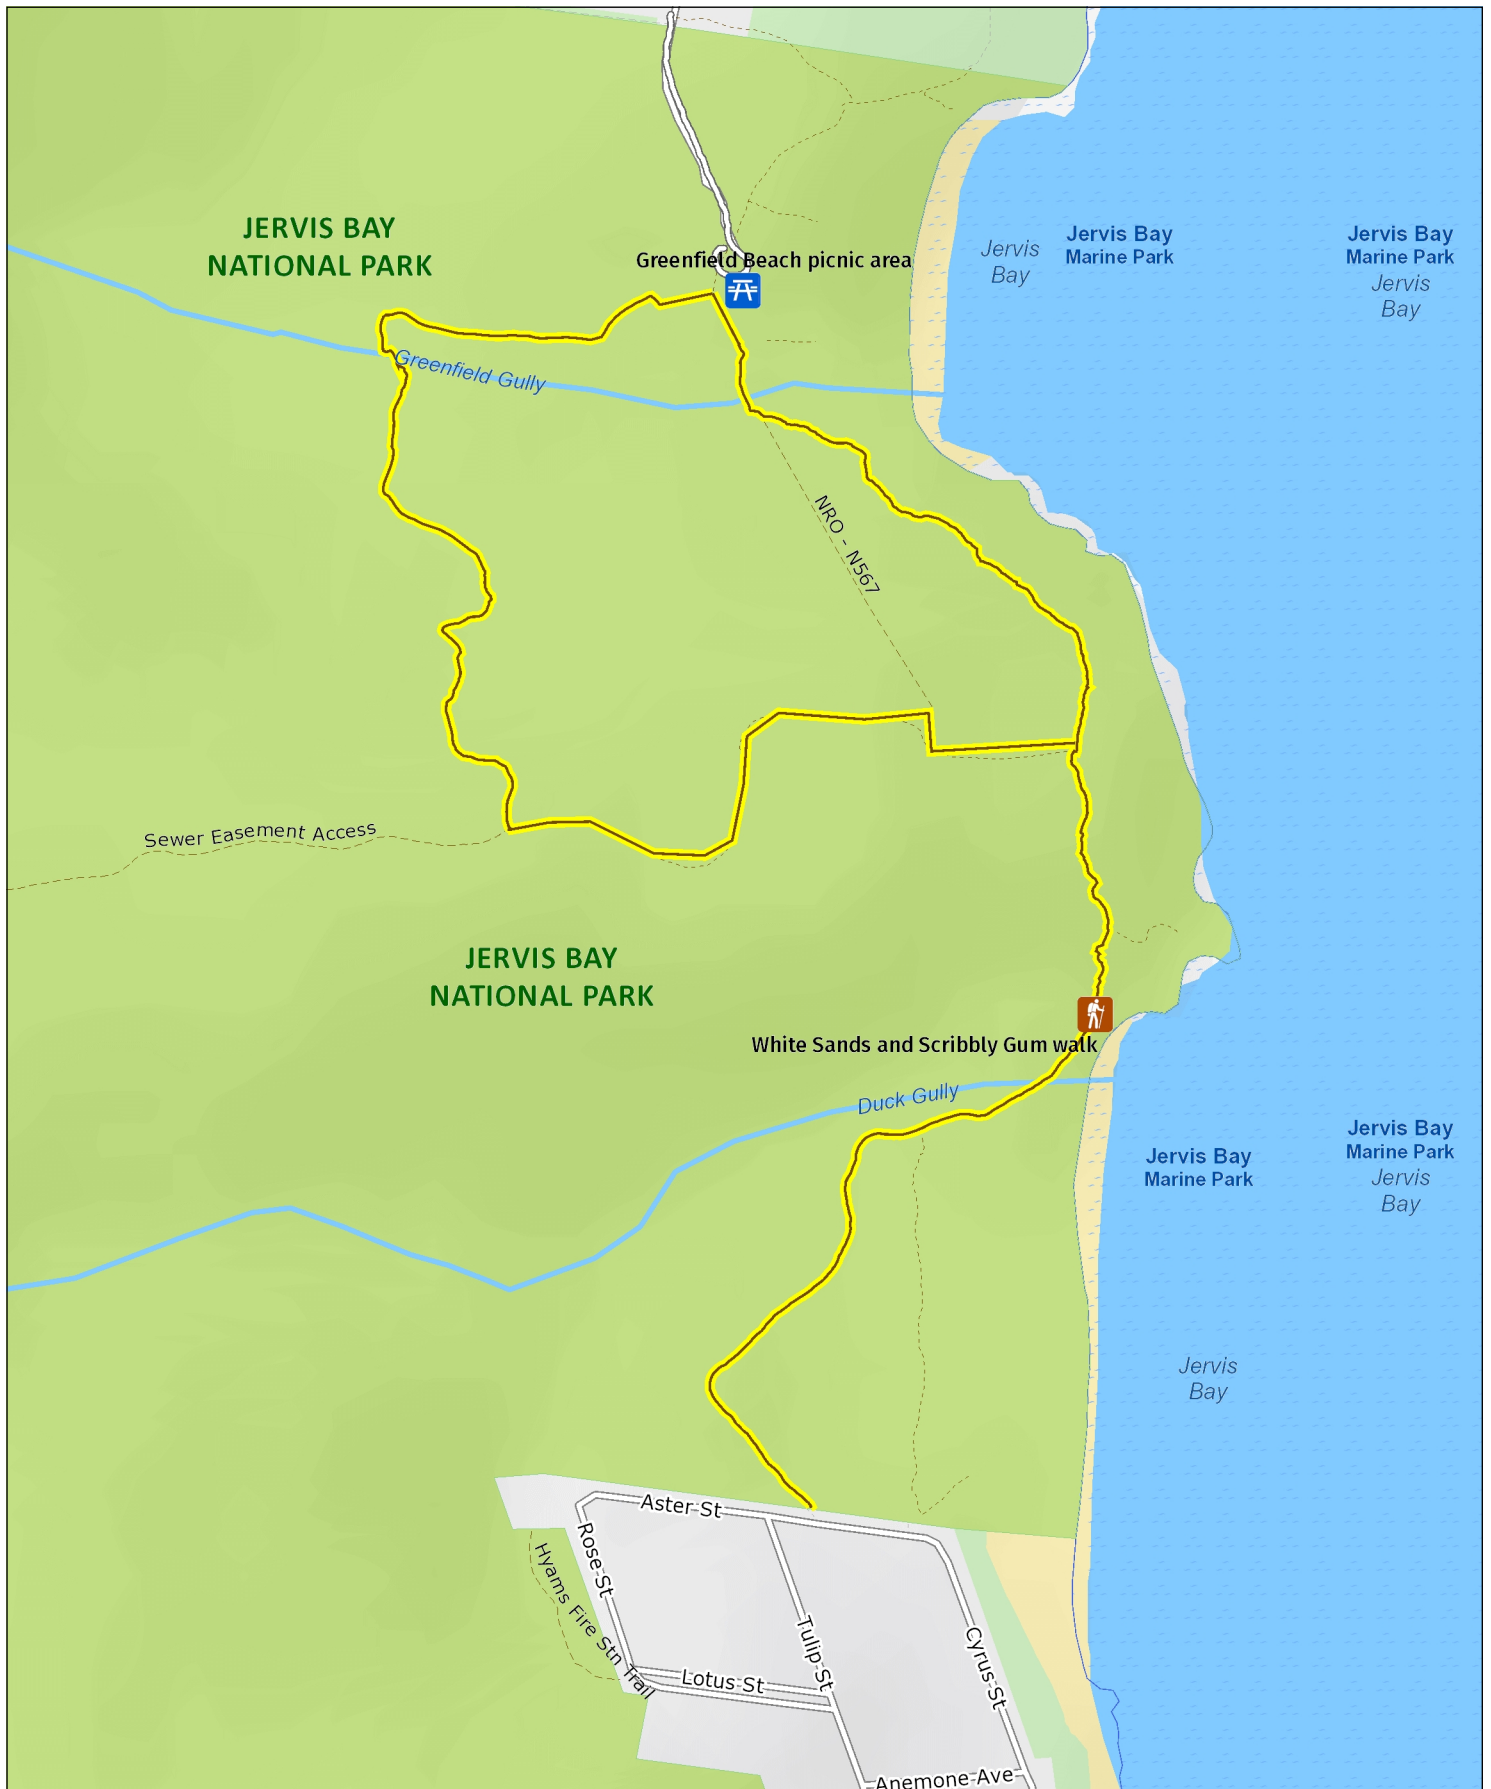 JERVIS BAY
NATIONAL PARK
Greenfield Beach picnic area
Jervis
Bay
Jervis Bay
Marine Park
Jervis Bay
Marine Park
Jervis
Bay
Greenfield Gully
NRO - N567
Sewer Easement Access
JERVIS BAY
NATIONAL PARK
White Sands and Scribbly Gum walk
Duck Gully
Jervis Bay
Marine Park
Jervis Bay
Marine Park
Jervis
Bay
Jervis
Bay
Aster St
Rose St
Hyams Fire Stn Trail
Tulip St
Cyrus St
Lotus St
Anemone Ave